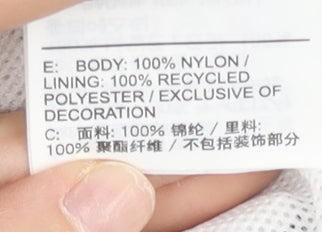 E: BODY: 100% NYLON /
LINING: 100% RECYCLED
POLYESTER / EXCLUSIVE OF
DECORATION
C: 面料: 100% 锦纶 / 里料:
100% 聚酯纤维 / 不包括装饰部分